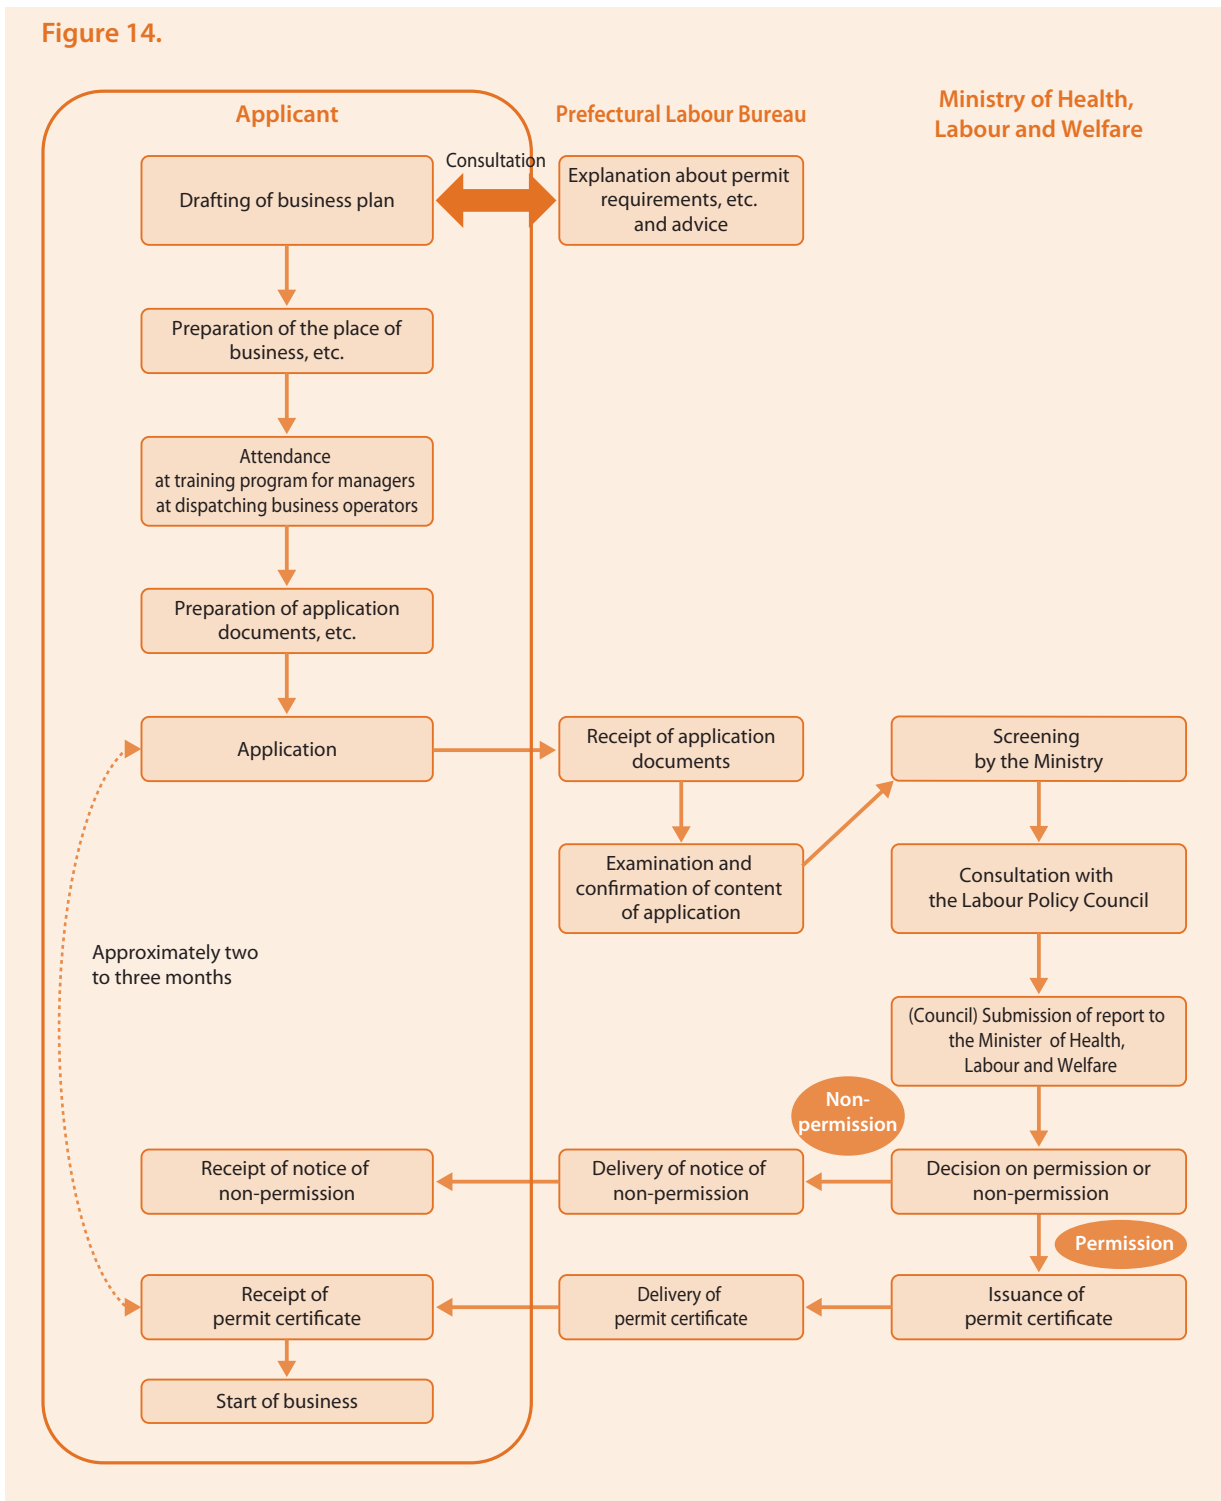 Figure 14.
Applicant
Prefectural Labour Bureau
Ministry of Health,
Labour and Welfare
Drafting of business plan
Consultation
Explanation about permit
requirements, etc.
and advice
Preparation of the place of
business, etc.
Attendance
at training program for managers
at dispatching business operators
Preparation of application
documents, etc.
Application
Receipt of application
documents
Screening
by the Ministry
Examination and
confirmation of content
of application
Consultation with
the Labour Policy Council
Approximately two
to three months
(Council) Submission of report to
the Minister of Health,
Labour and Welfare
Non-
permission
Receipt of notice of
non-permission
Delivery of notice of
non-permission
Decision on permission or
non-permission
Permission
Receipt of
permit certificate
Delivery of
permit certificate
Issuance of
permit certificate
Start of business